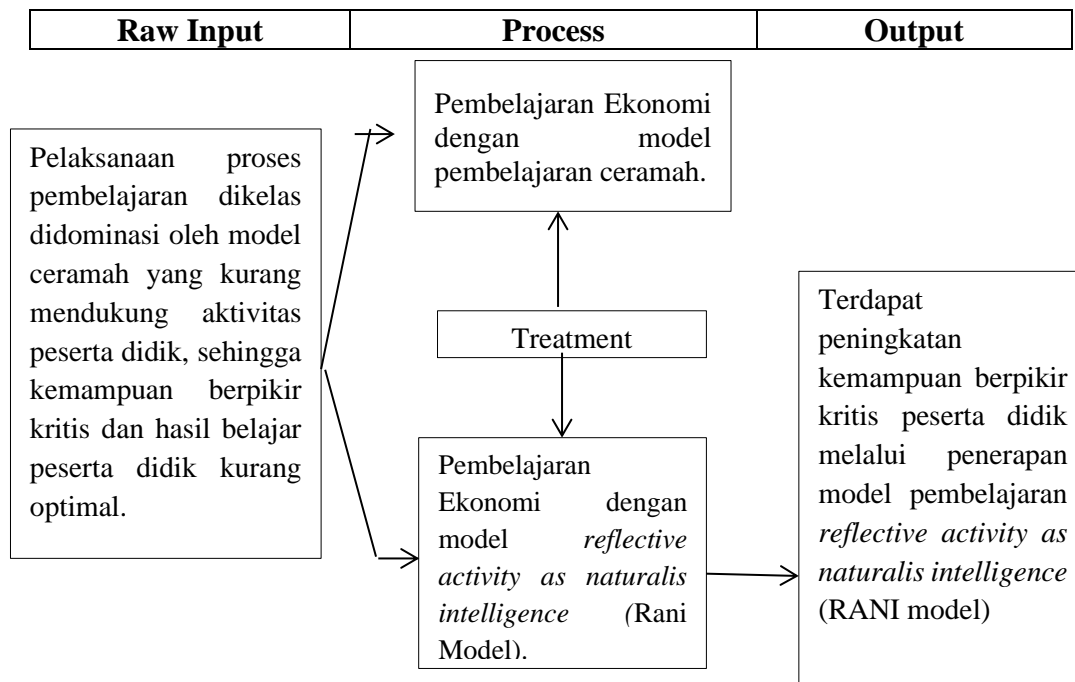 Raw Input
Process
Output
Pelaksanaan proses
pembelajaran dikelas
didominasi oleh model
ceramah yang kurang
mendukung aktivitas
peserta didik, sehingga
kemampuan berpikir
kritis dan hasil belajar
peserta didik kurang
optimal.
Pembelajaran Ekonomi
dengan model
pembelajaran ceramah.
Treatment
Pembelajaran
Ekonomi dengan
model reflective
activity as naturalis
intelligence (Rani
Model).
Terdapat
peningkatan
kemampuan berpikir
kritis peserta didik
melalui penerapan
model pembelajaran
reflective activity as
naturalis intelligence
(RANI model)